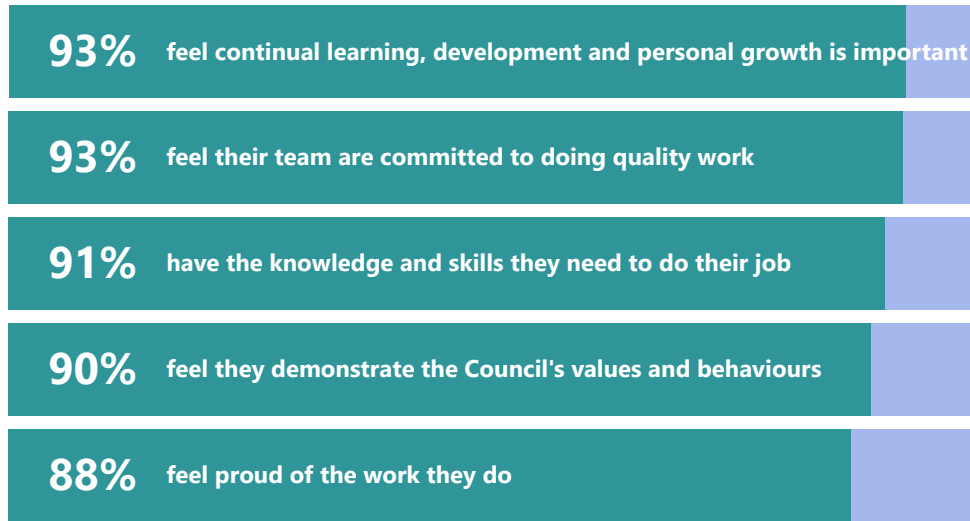 93% feel continual learning, development and personal growth is important
93% feel their team are committed to doing quality work
91% have the knowledge and skills they need to do their job
90% feel they demonstrate the Council's values and behaviours
88% feel proud of the work they do